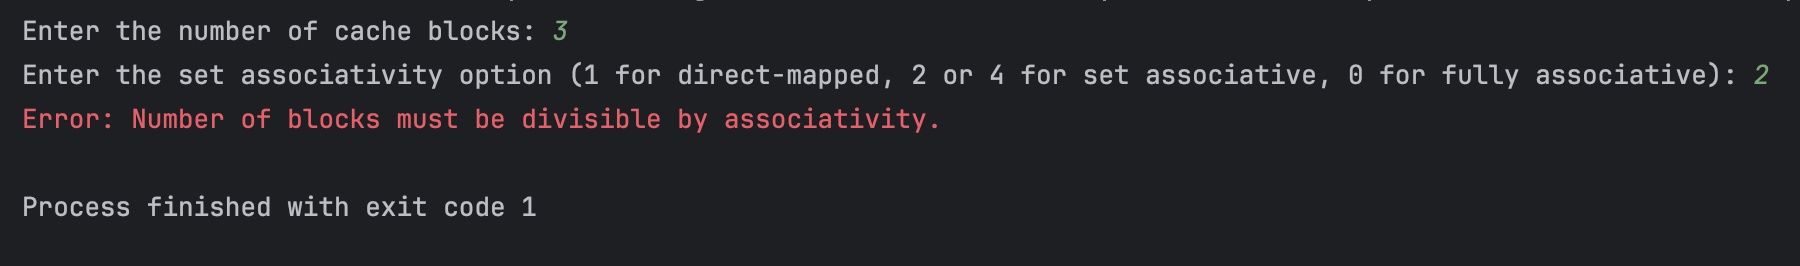 Enter the number of cache blocks: 3
Enter the set associativity option (1 for direct-mapped, 2 or 4 for set associative, 0 for fully associative): 2
Error: Number of blocks must be divisible by associativity.
Process finished with exit code 1